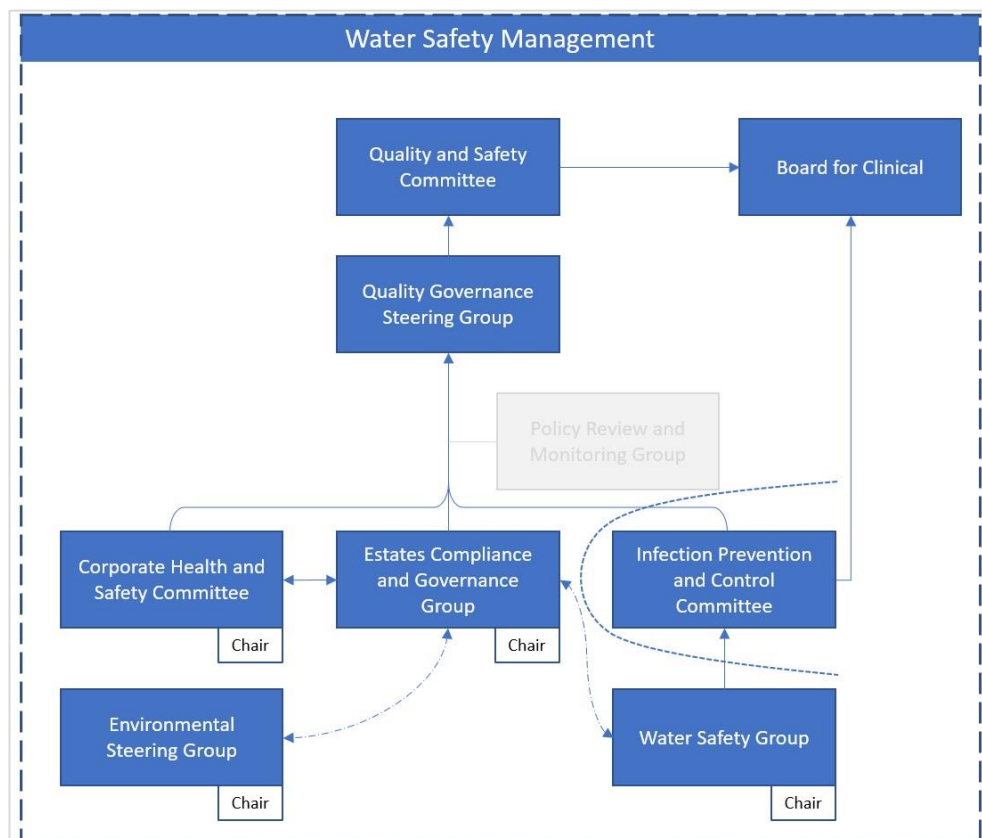 Water Safety Management
Quality and Safety
Committee
Board for Clinical
Quality Governance
Steering Group
Policy Review and
Monitoring Group
Corporate Health and
Safety Committee
Chair
Estates Compliance
and Governance
Group
Chair
Infection Prevention
and Control
Committee
Environmental
Steering Group
Chair
Water Safety Group
Chair